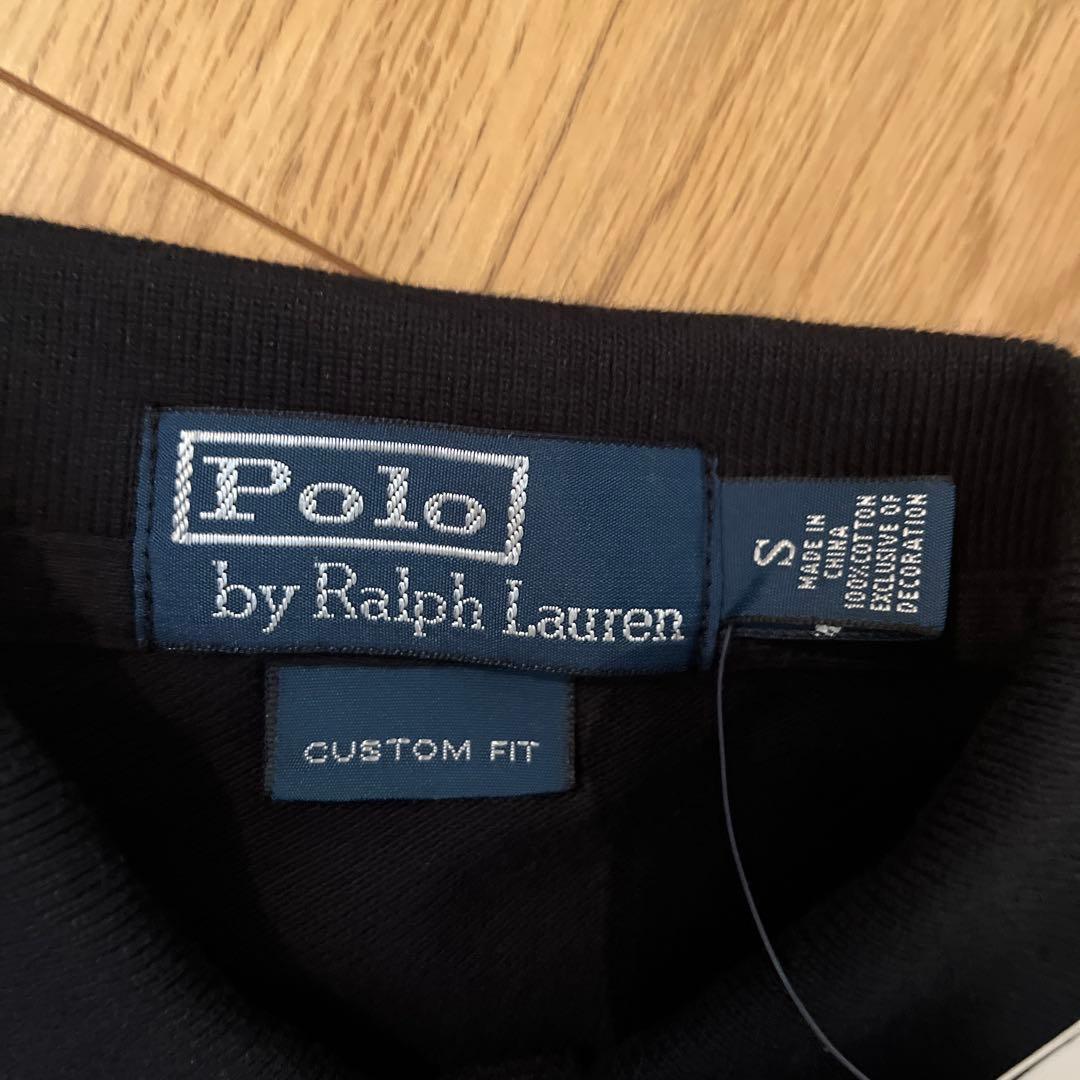 Polo
by Ralph Lauren
CUSTOM FIT
S
MADE IN
CHINA
100% COTTON
EXCLUSIVE OF
DECORATION